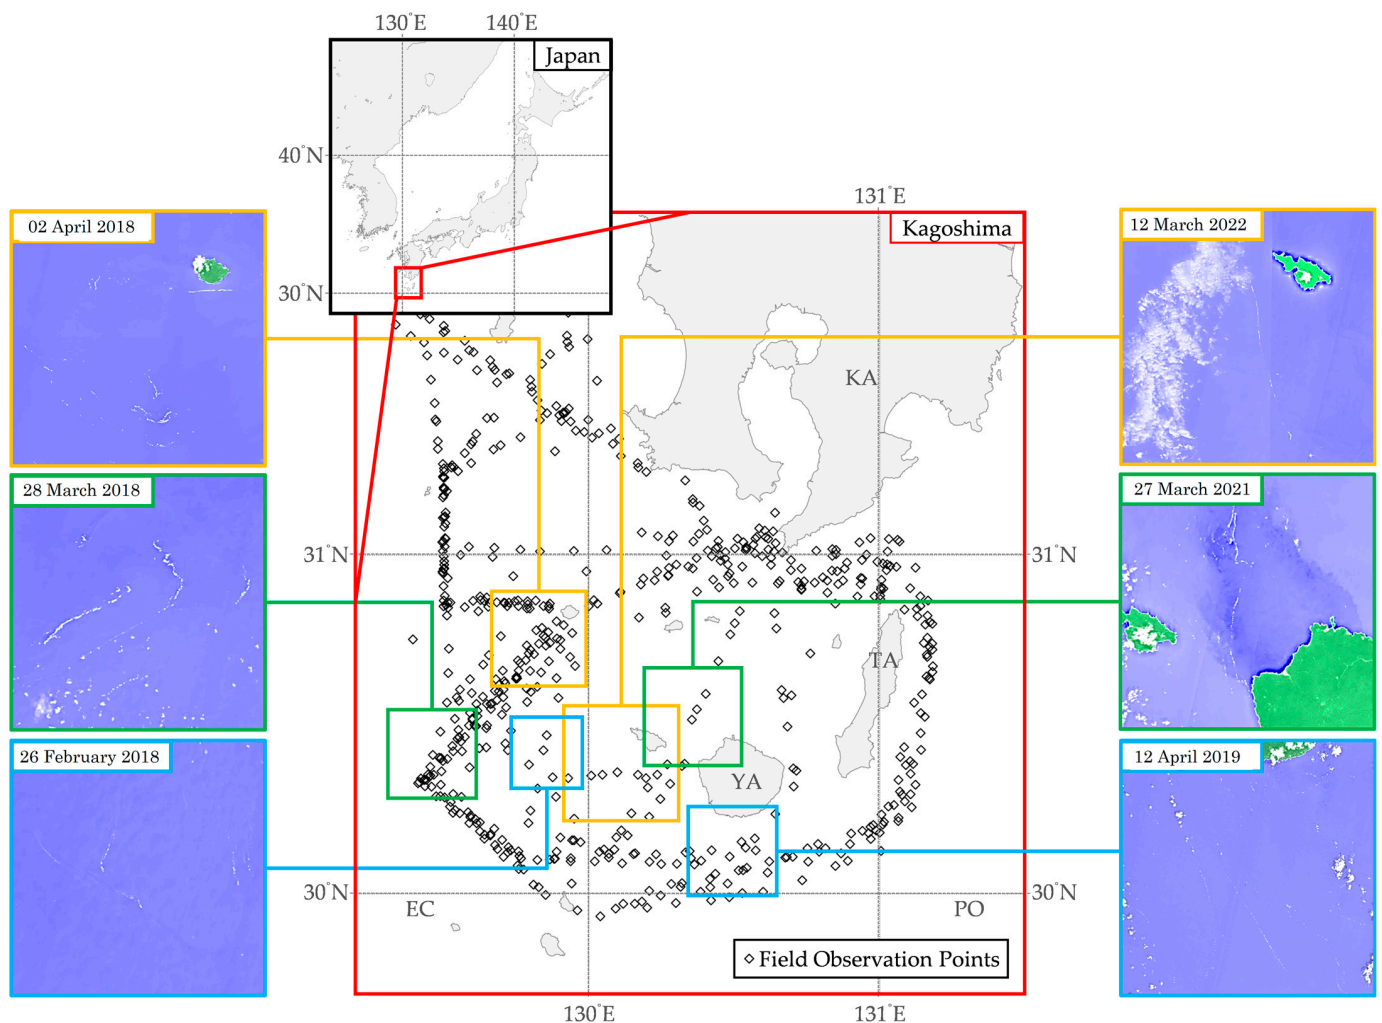 130°E 140°E
Japan
40°N
30°N
131°E
Kagoshima
02 April 2018
12 March 2022
KA
28 March 2018
27 March 2021
31°N 31°N
TA
26 February 2018
12 April 2019
YA
30°N 30°N
EC PO
Field Observation Points
130°E 131°E